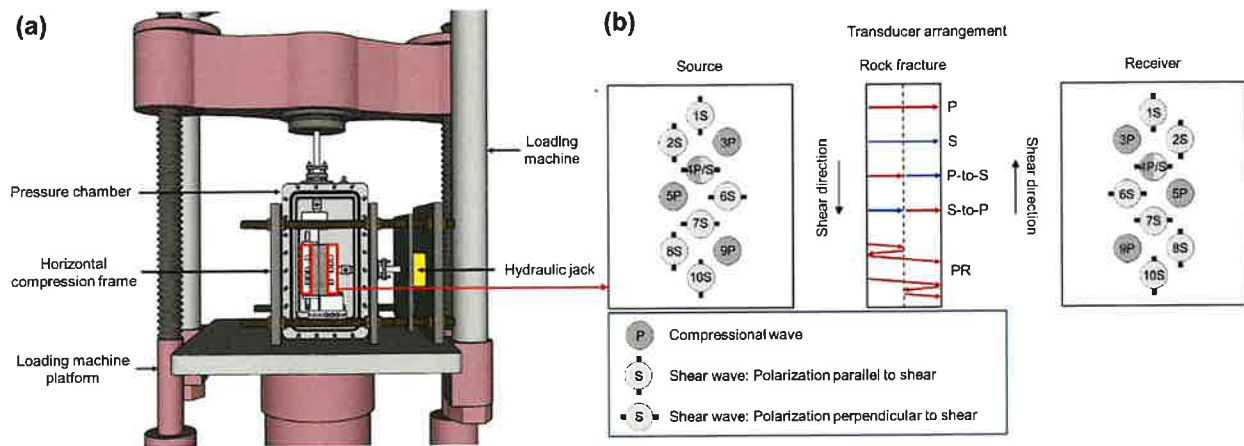 (a)
Pressure chamber
Horizontal
compression frame
Loading machine
platform
Loading
machine
Hydraulic jack
(b)
Transducer arrangement
Source
Rock fracture
Receiver
1S
2S
3P
4P/S
5P
6S
7S
8S
9P
10S
Shear direction
P
S
P-to-S
S-to-P
PR
Shear direction
1S
3P
2S
4P/S
6S
5P
7S
9P
8S
10S
P
Compressional wave
S
Shear wave: Polarization parallel to shear
S
Shear wave: Polarization perpendicular to shear